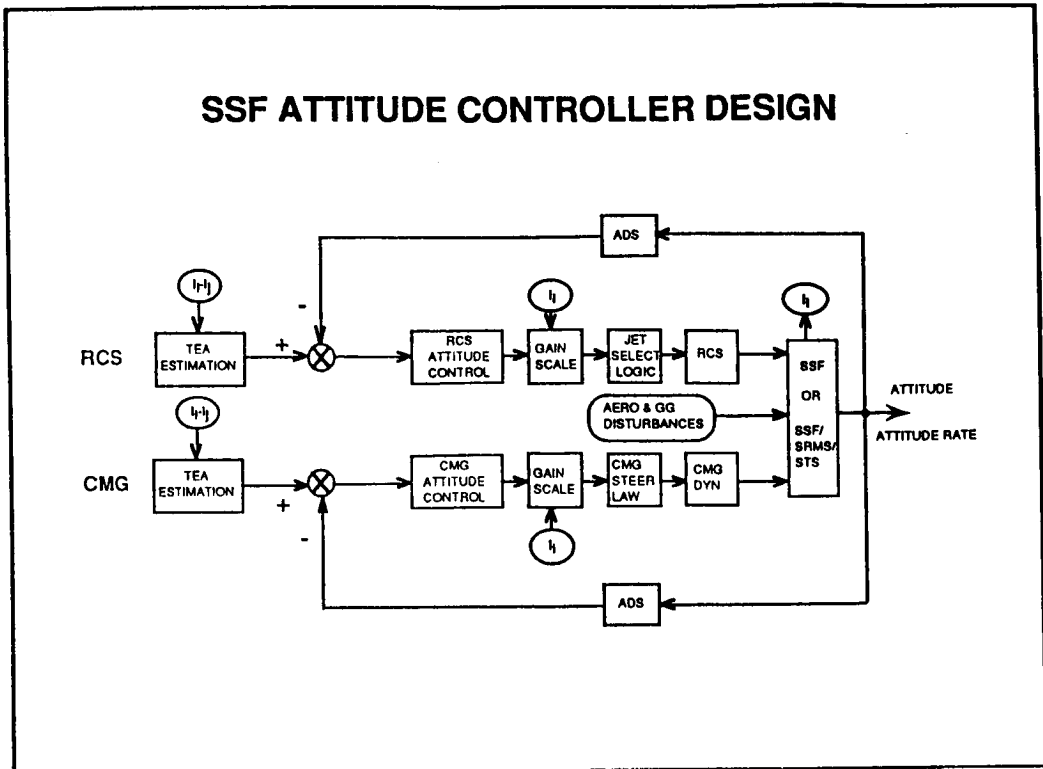 SSF ATTITUDE CONTROLLER DESIGN
ADS
I_i-I_j
RCS
TEA
ESTIMATION
+
-
RCS
ATTITUDE
CONTROL
GAIN
SCALE
JET
SELECT
LOGIC
RCS
AERO & GG
DISTURBANCES
SSF
OR
SSF/
SRMS/
STS
ATTITUDE
ATTITUDE RATE
CMG
TEA
ESTIMATION
+
-
CMG
ATTITUDE
CONTROL
GAIN
SCALE
CMG
STEER
LAW
CMG
DYN
ADS